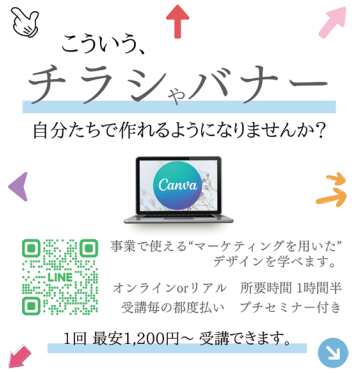 こういう、
チラシやバナー
自分たちで作れるようになりませんか?
Canva
事業で使える“マーケティングを用いた”
デザインを学べます。
LINE
オンラインorリアル 所要時間 1時間半
受講毎の都度払い プチセミナー付き
1回 最安1,200円〜 受講できます。